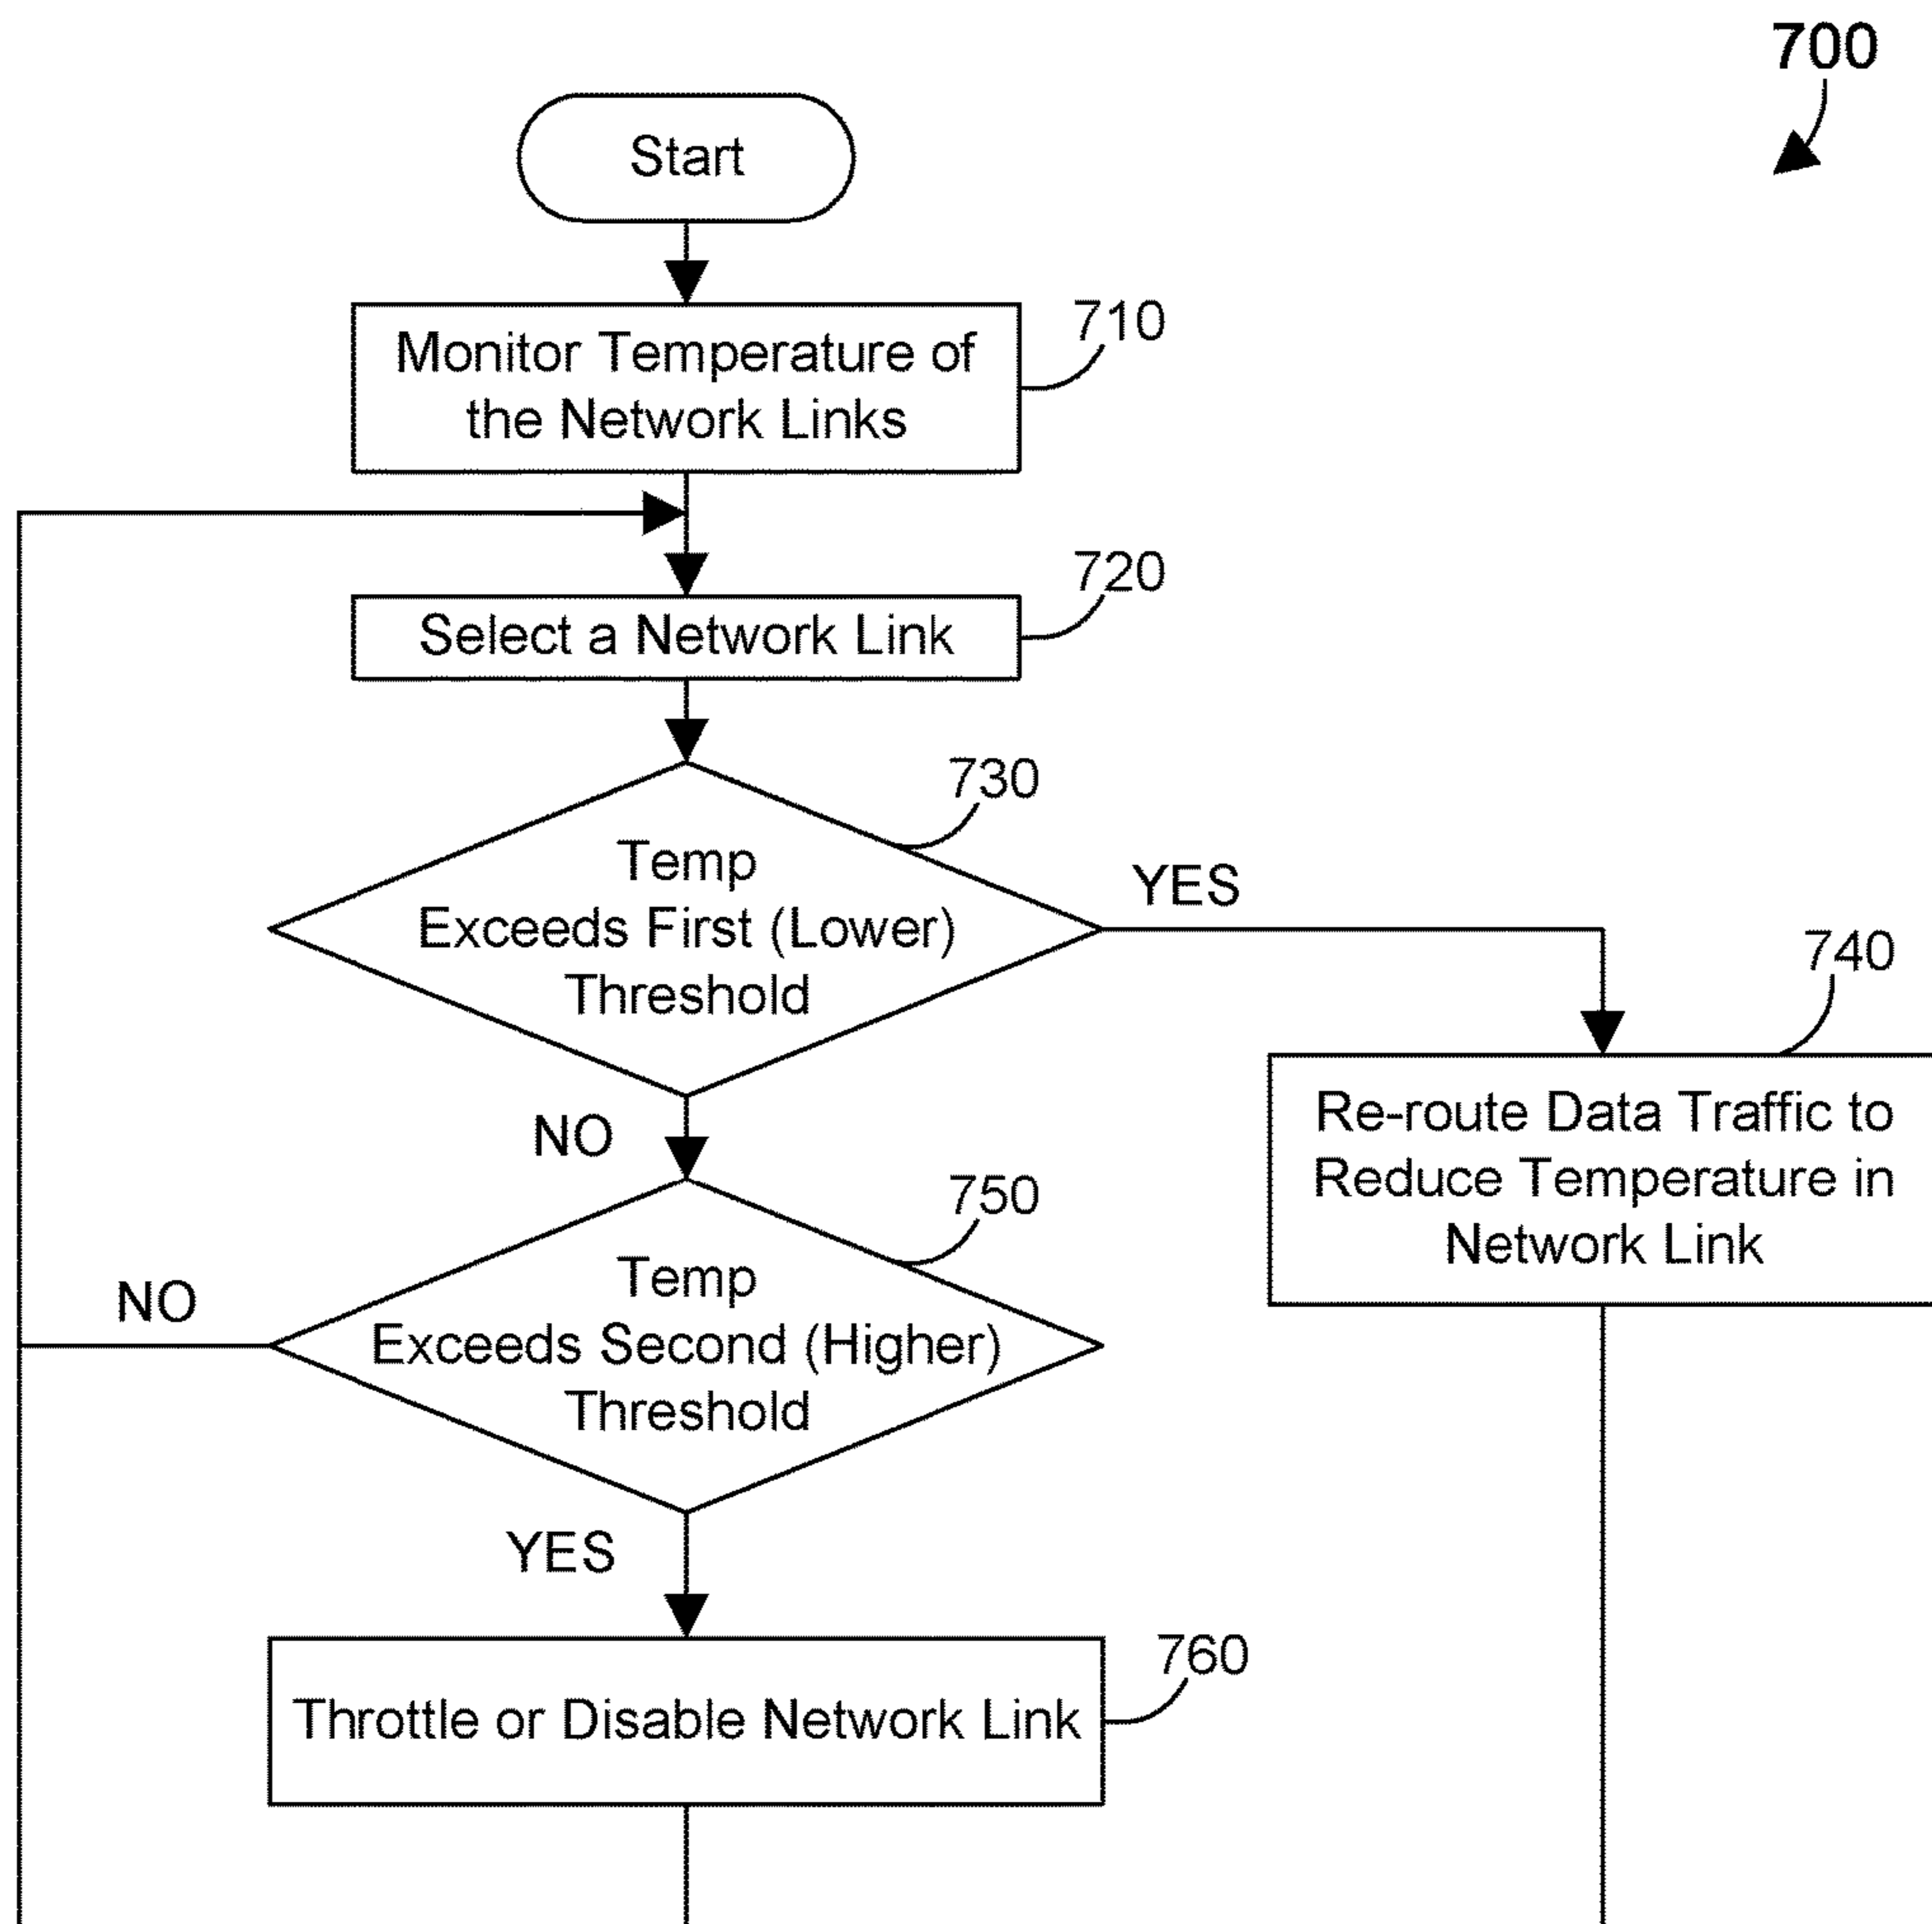 700
Start
Monitor Temperature of
the Network Links
710
Select a Network Link
720
Temp
Exceeds First (Lower)
Threshold
730
YES
NO
Re-route Data Traffic to
Reduce Temperature in
Network Link
740
Temp
Exceeds Second (Higher)
Threshold
750
NO
YES
Throttle or Disable Network Link
760